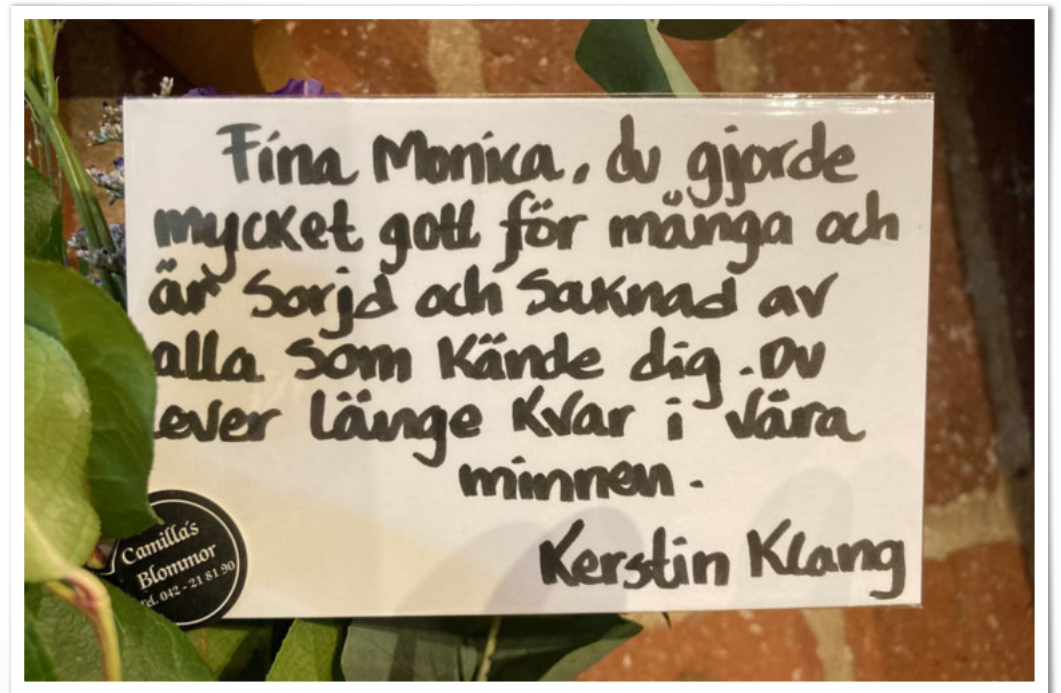 Fina Monica, du gjorde
mycket gott för många och
är sörjd och saknad av
alla som kände dig. Du
lever länge kvar i våra
minnen.
Kerstin Klang
Camilla's
Blommor
Tel. 042 - 21 81 90